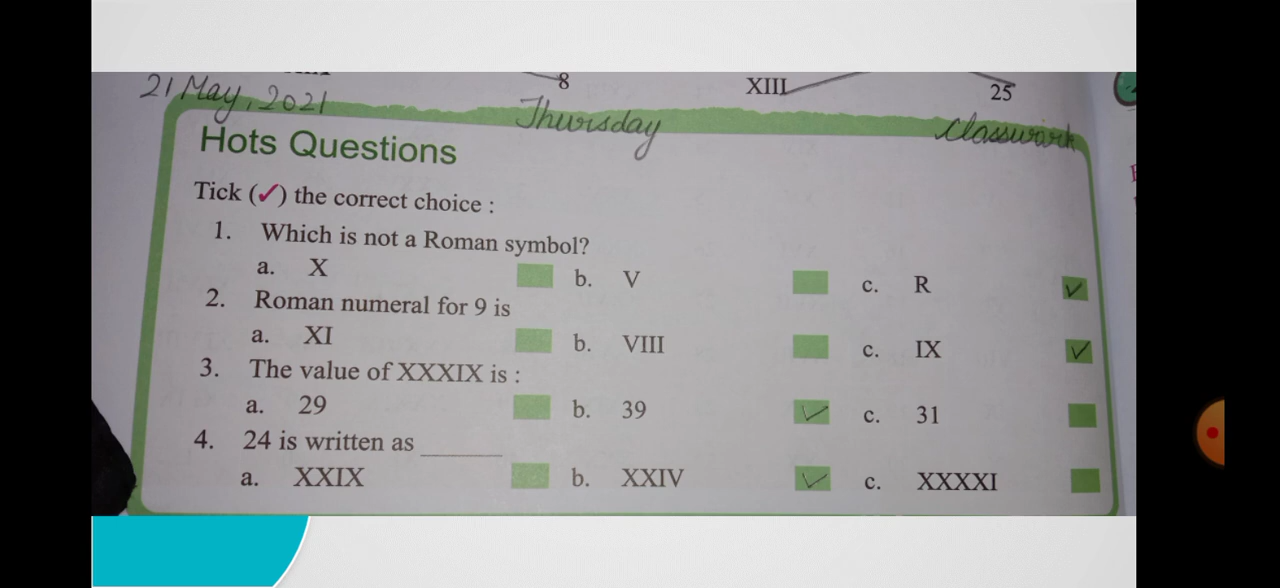 8 XIII 25
21 May, 2021 Thursday Classwork
Hots Questions
Tick (✓) the correct choice :
1. Which is not a Roman symbol?
a. X b. V c. R ✓
2. Roman numeral for 9 is
a. XI b. VIII c. IX ✓
3. The value of XXXIX is :
a. 29 b. 39 ✓ c. 31
4. 24 is written as ______
a. XXIX b. XXIV ✓ c. XXXXI